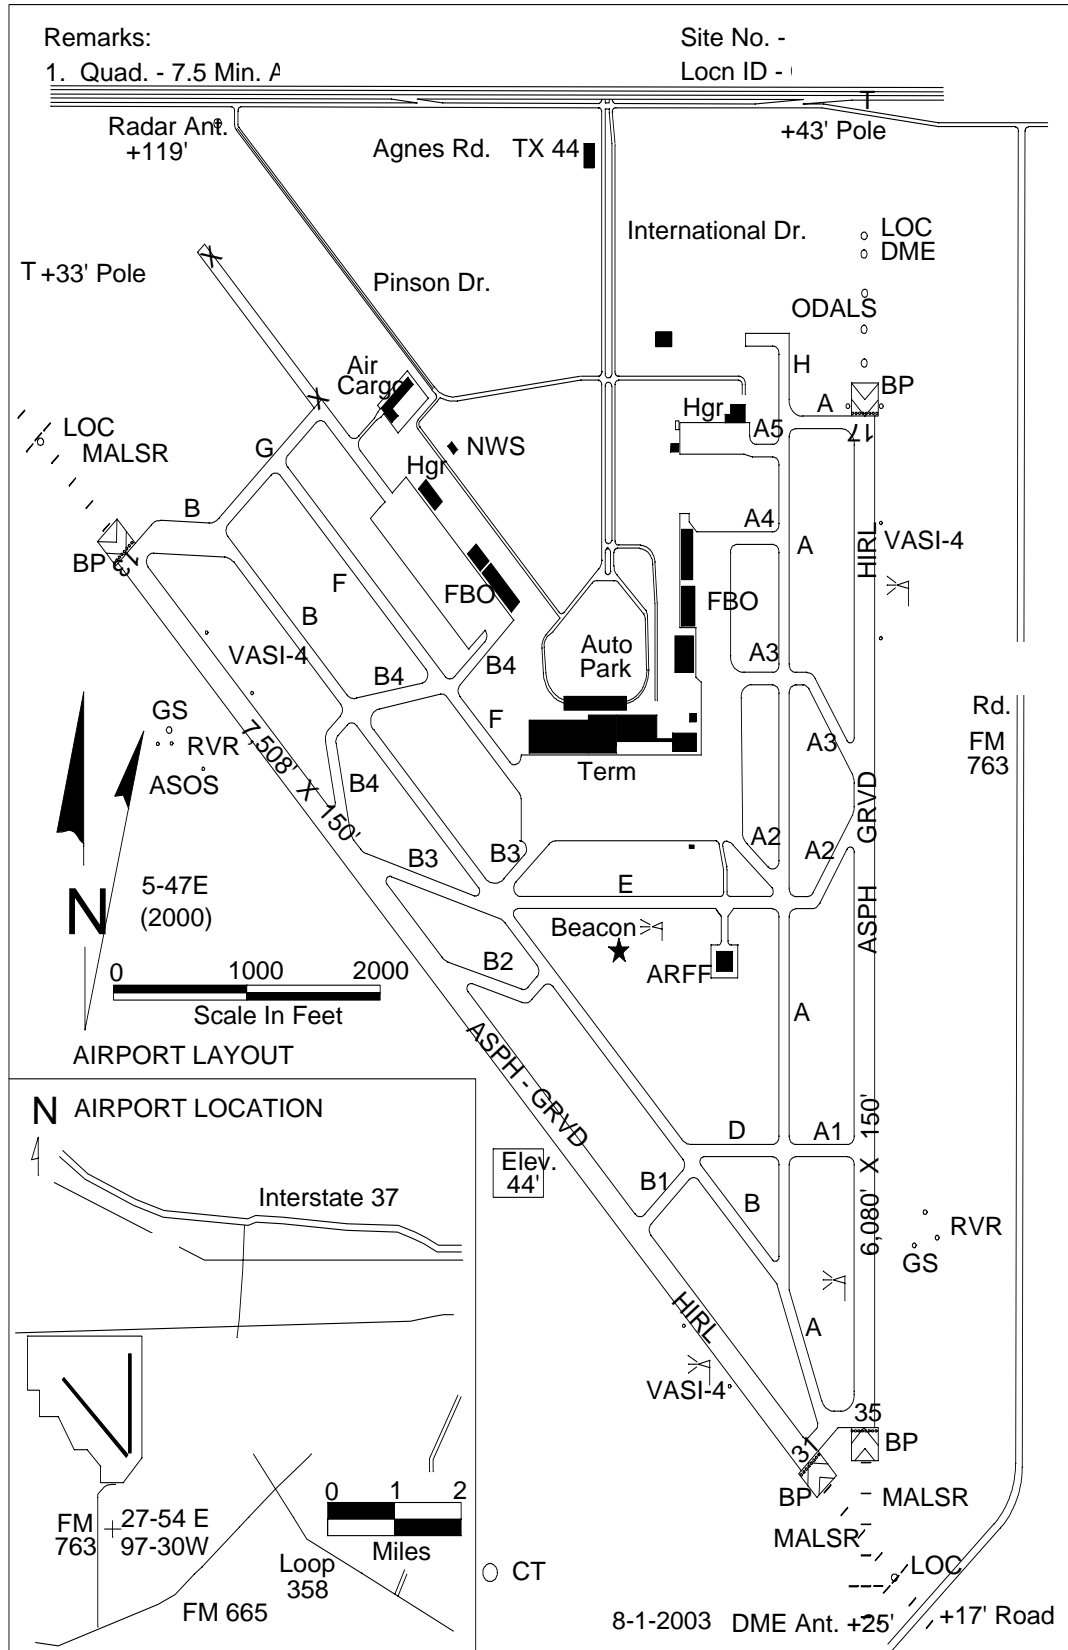 Remarks:
Site No. -
1. Quad. - 7.5 Min.
Locn ID -
T
Radar Ant.
+119'
Agnes Rd.
TX 44
+43' Pole
International Dr.
LOC
DME
T +33' Pole
Pinson Dr.
ODALS
X
X
Air
Cargo
H
BP
A
Hgr
A5
17
LOC
MALSR
G
NWS
Hgr
B
A4
A
HIRL
VASI-4
BP
13
F
FBO
FBO
B
VASI-4
B4
B4
Auto
Park
A3
GS
RVR
ASOS
7,508' X 150'
F
Term
A3
Rd.
FM
763
B4
B3
B3
A2
A2
GRVD
ASPH
N
5-47E
(2000)
E
Beacon
ARFF
B2
0 1000 2000
Scale In Feet
A
AIRPORT LAYOUT
ASPH - GRVD
N
AIRPORT LOCATION
D
A1
6,080' X 150'
Elev.
44'
B1
B
Interstate 37
RVR
GS
HIRL
A
VASI-4
35
31
BP
BP
MALSR
MALSR
0 1 2
Miles
FM
763
27-54 E
97-30W
Loop
358
CT
LOC
FM 665
8-1-2003
DME Ant. +25'
+17' Road